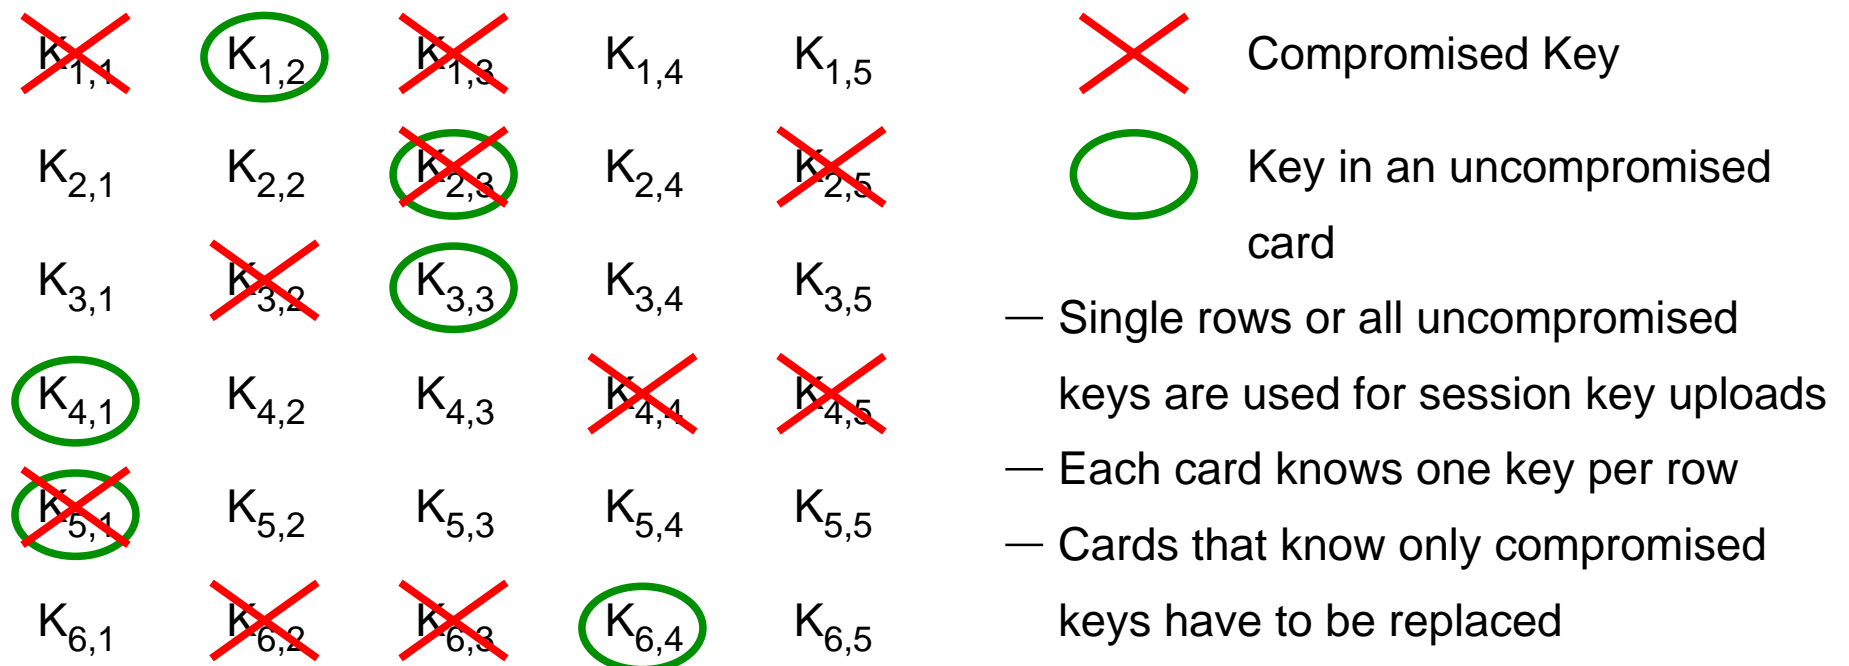 K1,1 K1,2 K1,3 K1,4 K1,5 Compromised Key
K2,1 K2,2 K2,3 K2,4 K2,5 Key in an uncompromised
card
K3,1 K3,2 K3,3 K3,4 K3,5
— Single rows or all uncompromised
K4,1 K4,2 K4,3 K4,4 K4,5 keys are used for session key uploads
— Each card knows one key per row
K5,1 K5,2 K5,3 K5,4 K5,5
— Cards that know only compromised
K6,1 K6,2 K6,3 K6,4 K6,5 keys have to be replaced